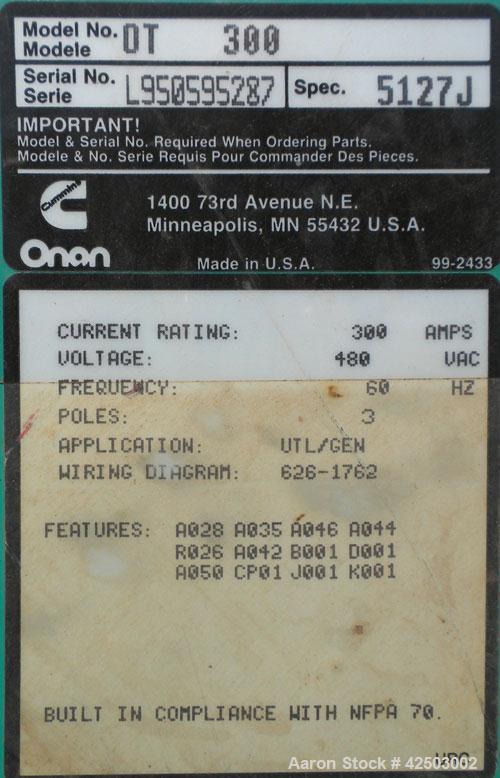 Model No. OT 300
Modele
Serial No. L950595287 Spec. 5127J
Serie
IMPORTANT!
Model & Serial No. Required When Ordering Parts.
Modele & No. Serie Requis Pour Commander Des Pieces.
Cummins
1400 73rd Avenue N.E.
Minneapolis, MN 55432 U.S.A.
Onan
Made in U.S.A. 99-2433
CURRENT RATING: 300 AMPS
VOLTAGE: 480 VAC
FREQUENCY: 60 HZ
POLES: 3
APPLICATION: UTL/GEN
WIRING DIAGRAM: 626-1762
FEATURES: A028 A035 A046 A044
R026 A042 B001 D001
A050 CP01 J001 K001
BUILT IN COMPLIANCE WITH NFPA 70.
Aaron Stock # 42503002